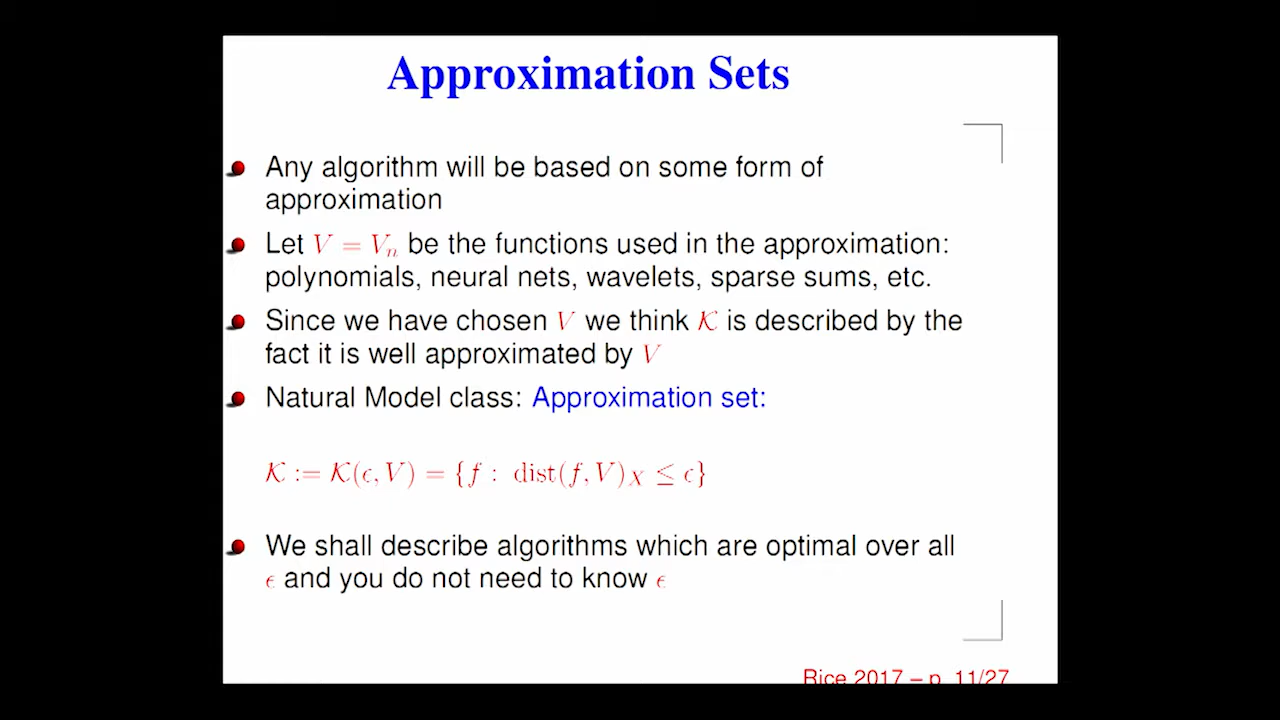 Approximation Sets
Any algorithm will be based on some form of
approximation
Let V = Vₙ be the functions used in the approximation:
polynomials, neural nets, wavelets, sparse sums, etc.
Since we have chosen V we think 𝒦 is described by the
fact it is well approximated by V
Natural Model class: Approximation set:
𝒦 := 𝒦(ϵ, V) = {f : dist(f, V)_X ≤ ϵ}
We shall describe algorithms which are optimal over all
ϵ and you do not need to know ϵ
Rice 2017 – p. 11/27